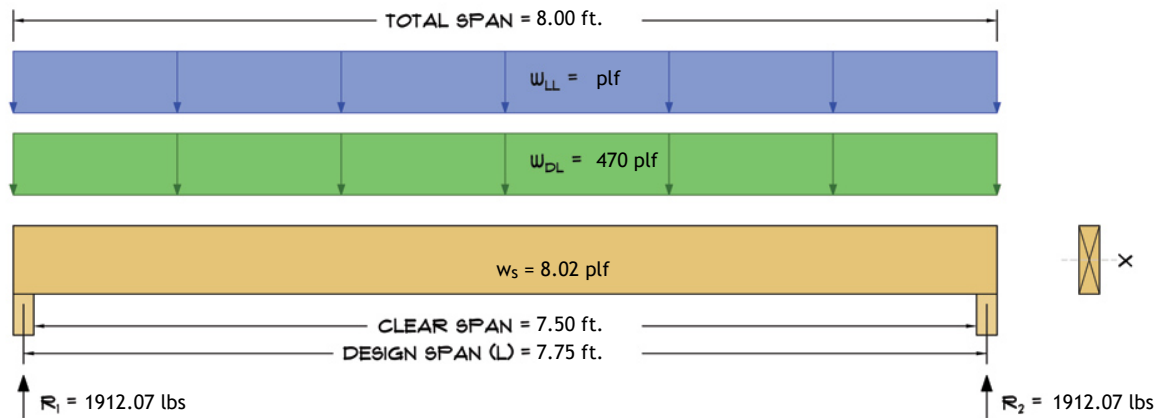 TOTAL SPAN = 8.00 ft.
wLL = plf
wDL = 470 plf
ws = 8.02 plf
X
CLEAR SPAN = 7.50 ft.
DESIGN SPAN (L) = 7.75 ft.
R1 = 1912.07 lbs
R2 = 1912.07 lbs